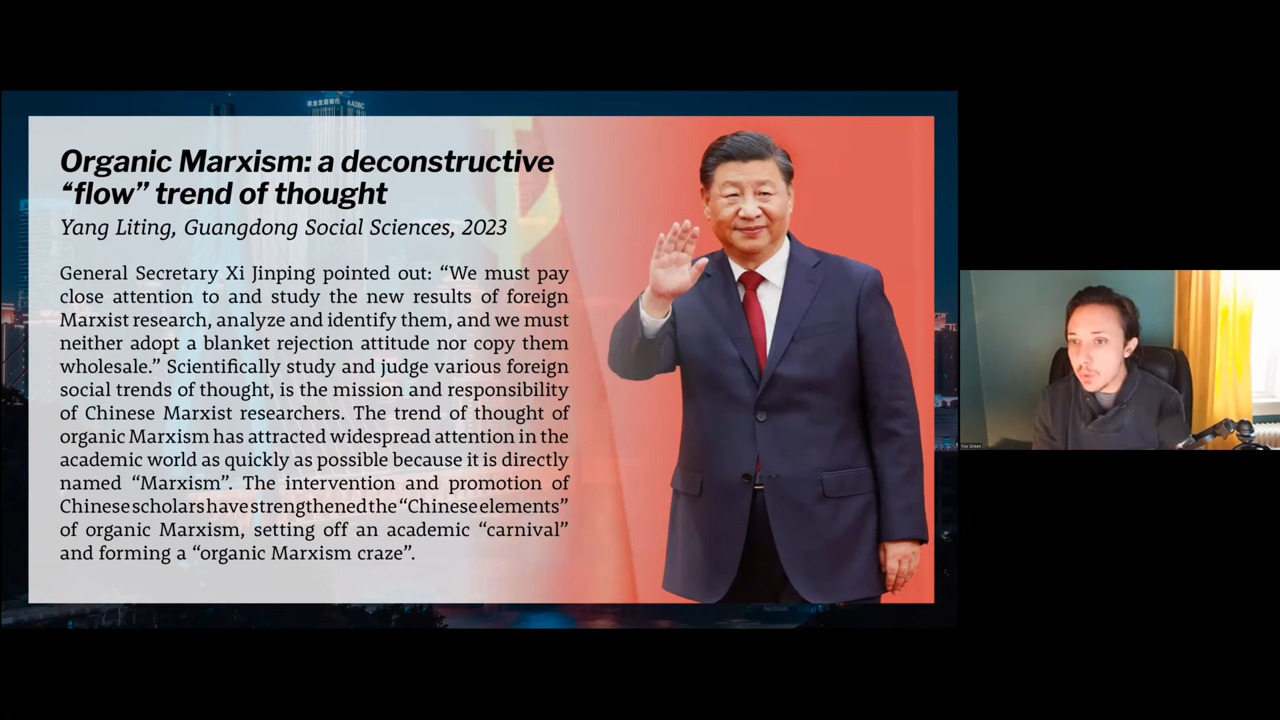 Organic Marxism: a deconstructive
“flow” trend of thought
Yang Liting, Guangdong Social Sciences, 2023
General Secretary Xi Jinping pointed out: “We must pay
close attention to and study the new results of foreign
Marxist research, analyze and identify them, and we must
neither adopt a blanket rejection attitude nor copy them
wholesale.” Scientifically study and judge various foreign
social trends of thought, is the mission and responsibility
of Chinese Marxist researchers. The trend of thought of
organic Marxism has attracted widespread attention in the
academic world as quickly as possible because it is directly
named “Marxism”. The intervention and promotion of
Chinese scholars have strengthened the “Chinese elements”
of organic Marxism, setting off an academic “carnival”
and forming a “organic Marxism craze”.